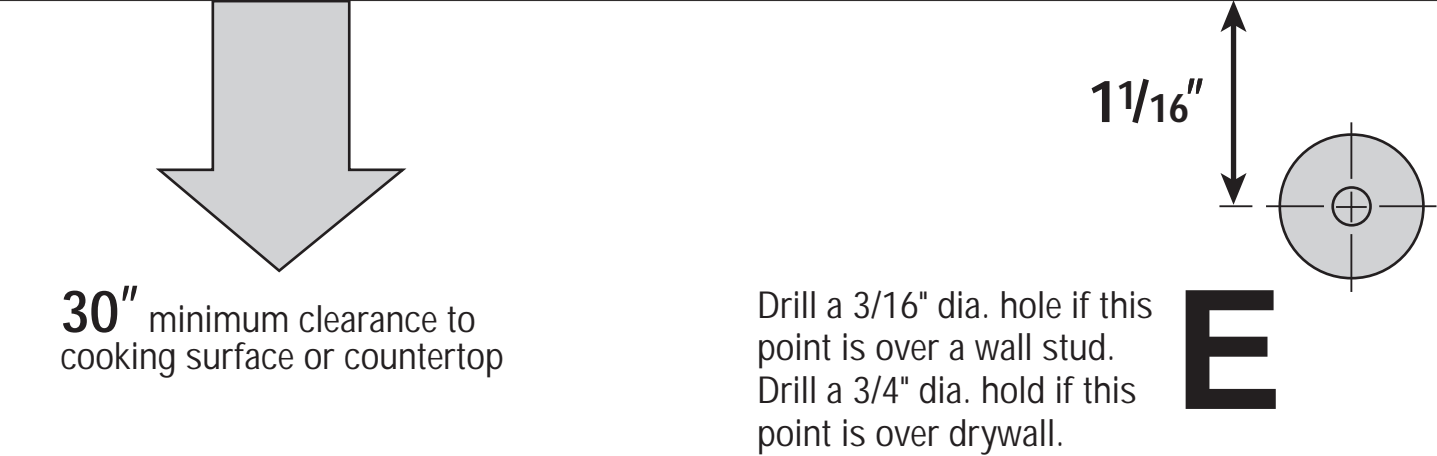 1 1/16"
30" minimum clearance to
cooking surface or countertop
Drill a 3/16" dia. hole if this
point is over a wall stud.
Drill a 3/4" dia. hold if this
point is over drywall.
E